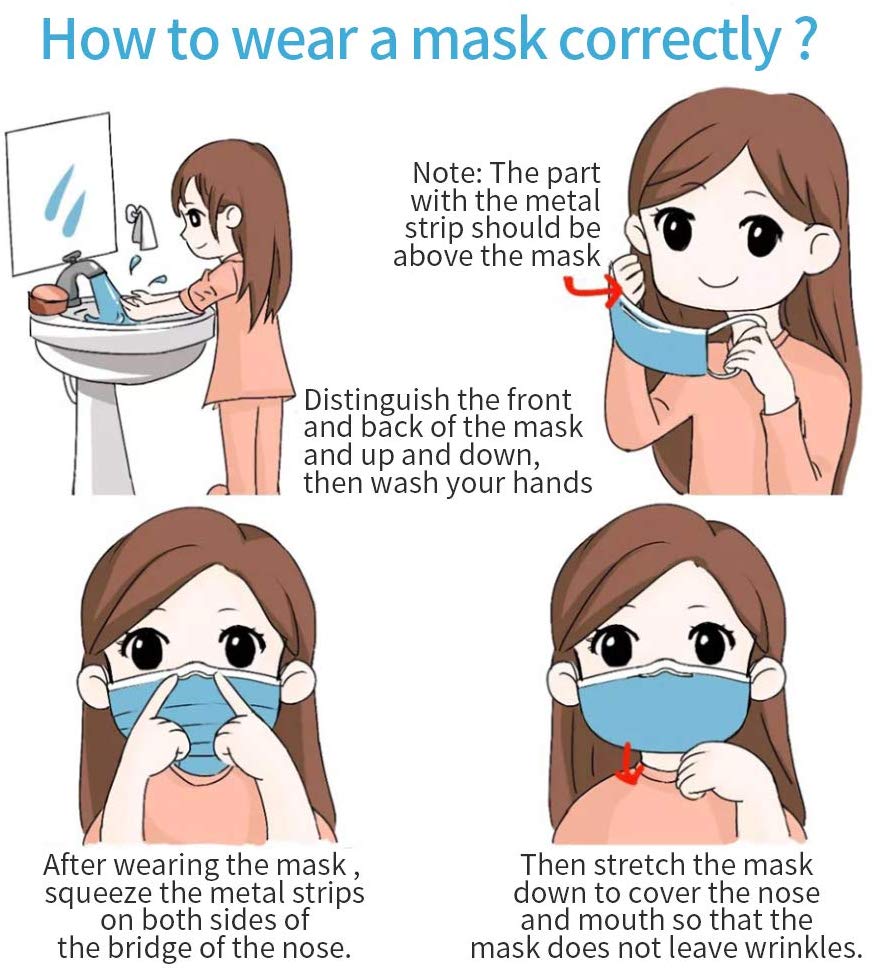 How to wear a mask correctly ?
Note: The part
with the metal
strip should be
above the mask
Distinguish the front
and back of the mask
and up and down,
then wash your hands
After wearing the mask ,
squeeze the metal strips
on both sides of
the bridge of the nose.
Then stretch the mask
down to cover the nose
and mouth so that the
mask does not leave wrinkles.